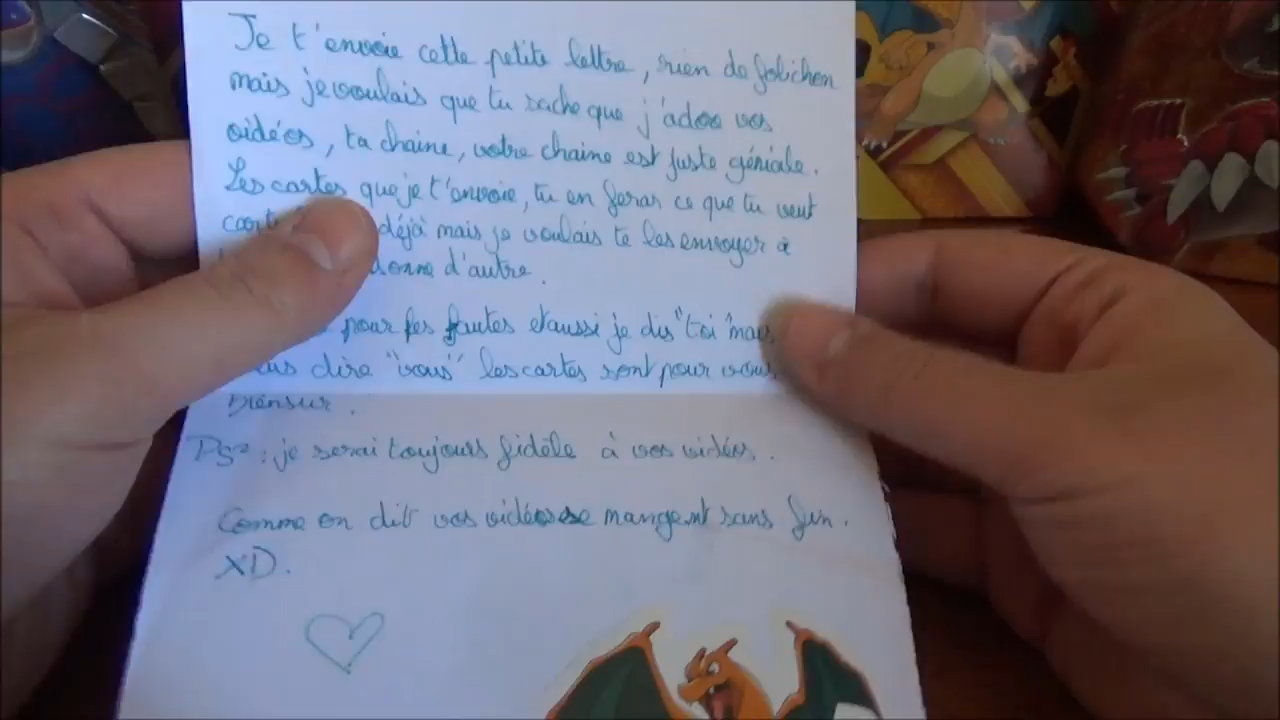 Je t'envoie cette petite lettre, rien de folichon
mais je voulais que tu sache que j'adore vos
vidéos, ta chaine, votre chaine est juste géniale.
Les cartes que je t'envoie, tu en feras ce que tu veut
déjà mais je voulais te les envoyer à
donne d'autre.
pour les fautes et aussi je dis "toi" mais
dire "vous" les cartes sont pour vous
biensur.
PS² : je serai toujours fidèle à vos vidéos.
Comme on dit vos vidéos se mangent sans fin.
XD.